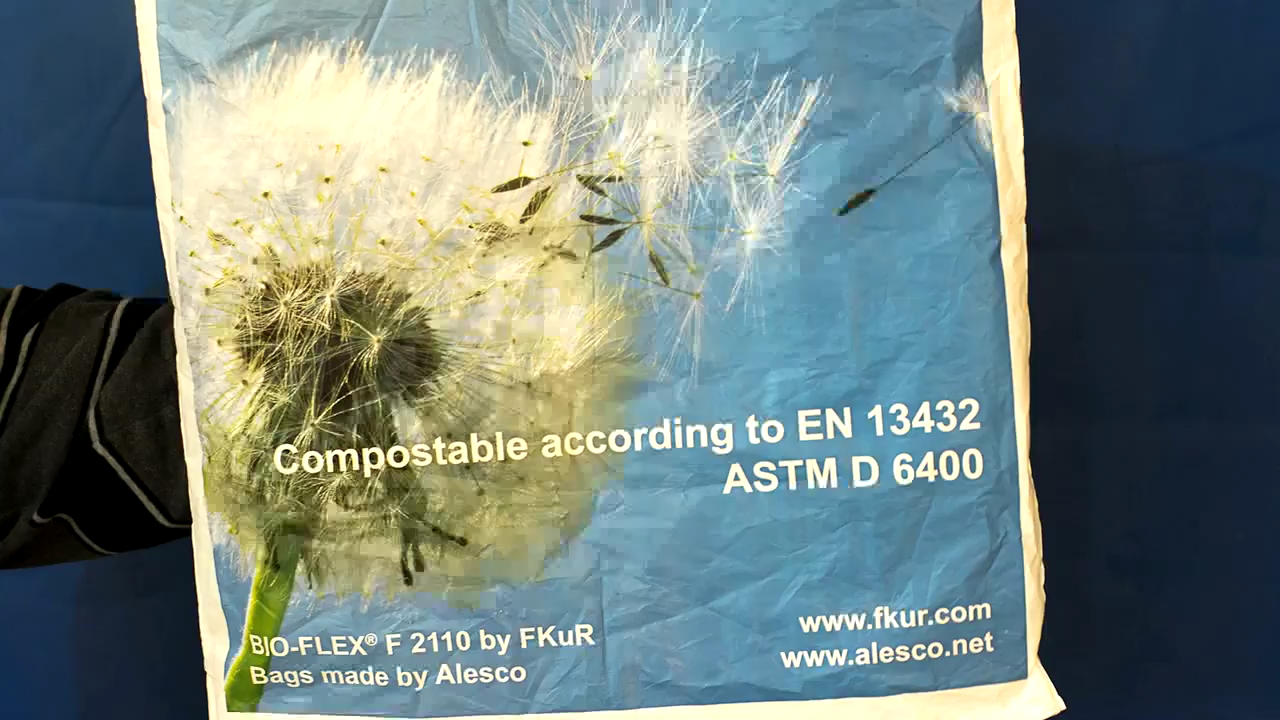 Compostable according to EN 13432
ASTM D 6400
BIO-FLEX® F 2110 by FKuR
Bags made by Alesco
www.fkur.com
www.alesco.net